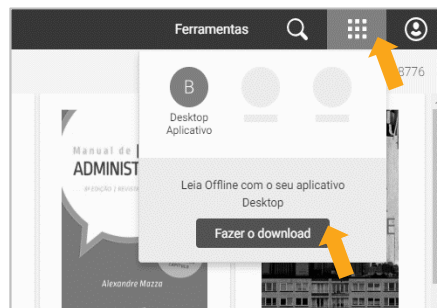 Ferramentas
8776
B
Desktop
Aplicativo
Manual de
ADMINIST
Leia Offline com o seu aplicativo
Desktop
Fazer o download
Alexandre Mazza